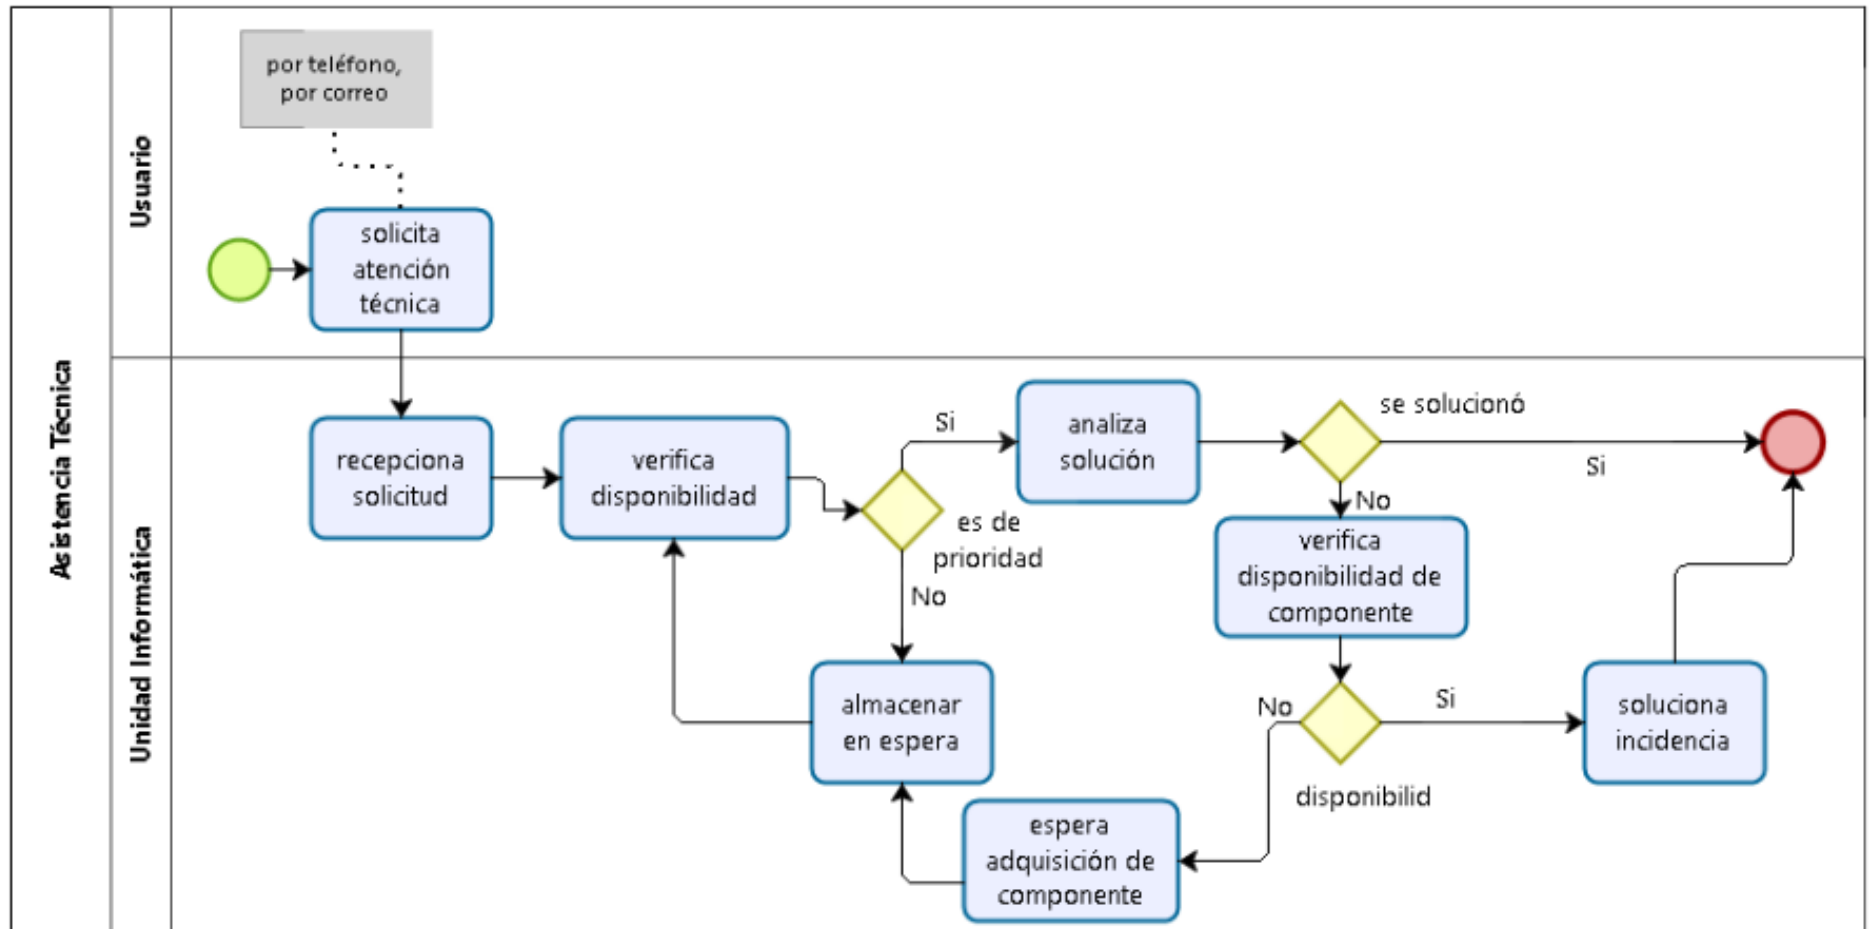 Asistencia Técnica
Usuario
por teléfono,
por correo
solicita
atención
técnica
Unidad Informática
recepciona
solicitud
verifica
disponibilidad
es de
prioridad
Si
No
analiza
solución
se solucionó
Si
No
verifica
disponibilidad de
componente
disponibilid
No
Si
almacenar
en espera
espera
adquisición de
componente
soluciona
incidencia